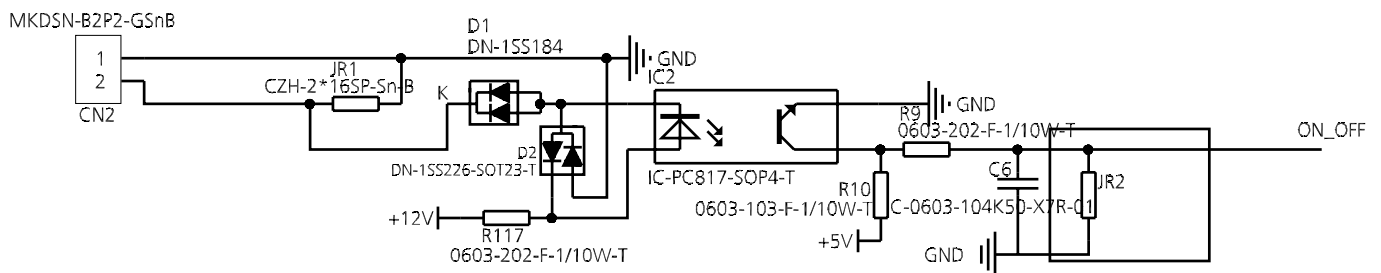 MKDSN-B2P2-GSnB
1
2
CN2
JR1
CZH-2*16SP-Sn-B
D1
DN-1SS184
K
GND
IC2
D2
DN-1SS226-SOT23-T
IC-PC817-SOP4-T
+12V
R117
0603-202-F-1/10W-T
GND
R9
0603-202-F-1/10W-T
R10
0603-103-F-1/10W-T
+5V
C6
C-0603-104K50-X7R-01
JR2
GND
ON_OFF